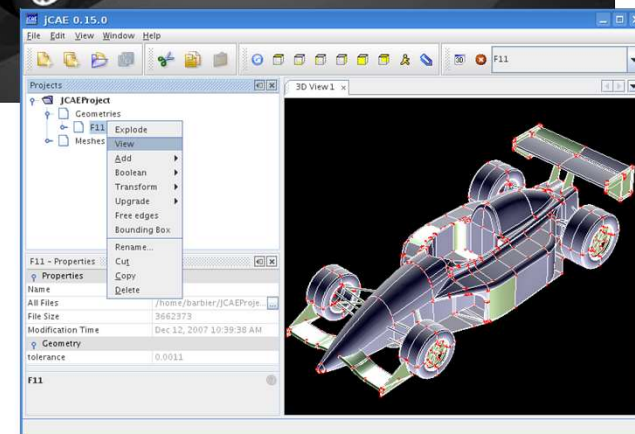 jCAE 0.15.0
File Edit View Window Help
F11
Projects
3D View 1
JCAEProject
Geometries
F11
Meshes
Explode
View
Add
Boolean
Transform
Upgrade
Free edges
Bounding Box
Rename...
Cut
Copy
Delete
F11 - Properties
Properties
Name
All Files /home/barbier/JCAEProje...
File Size 3662373
Modification Time Dec 12, 2007 10:39:38 AM
Geometry
tolerance 0.0011
F11